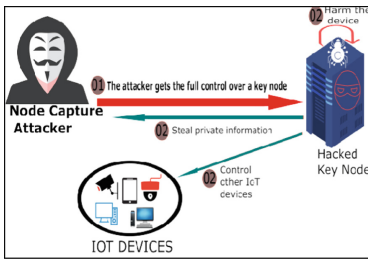 02 Harm the
device
01 The attacker gets the full control over a key node
Node Capture
Attacker
02 Steal private information
Hacked
Key Node
02 Control
other IoT
devices
IOT DEVICES